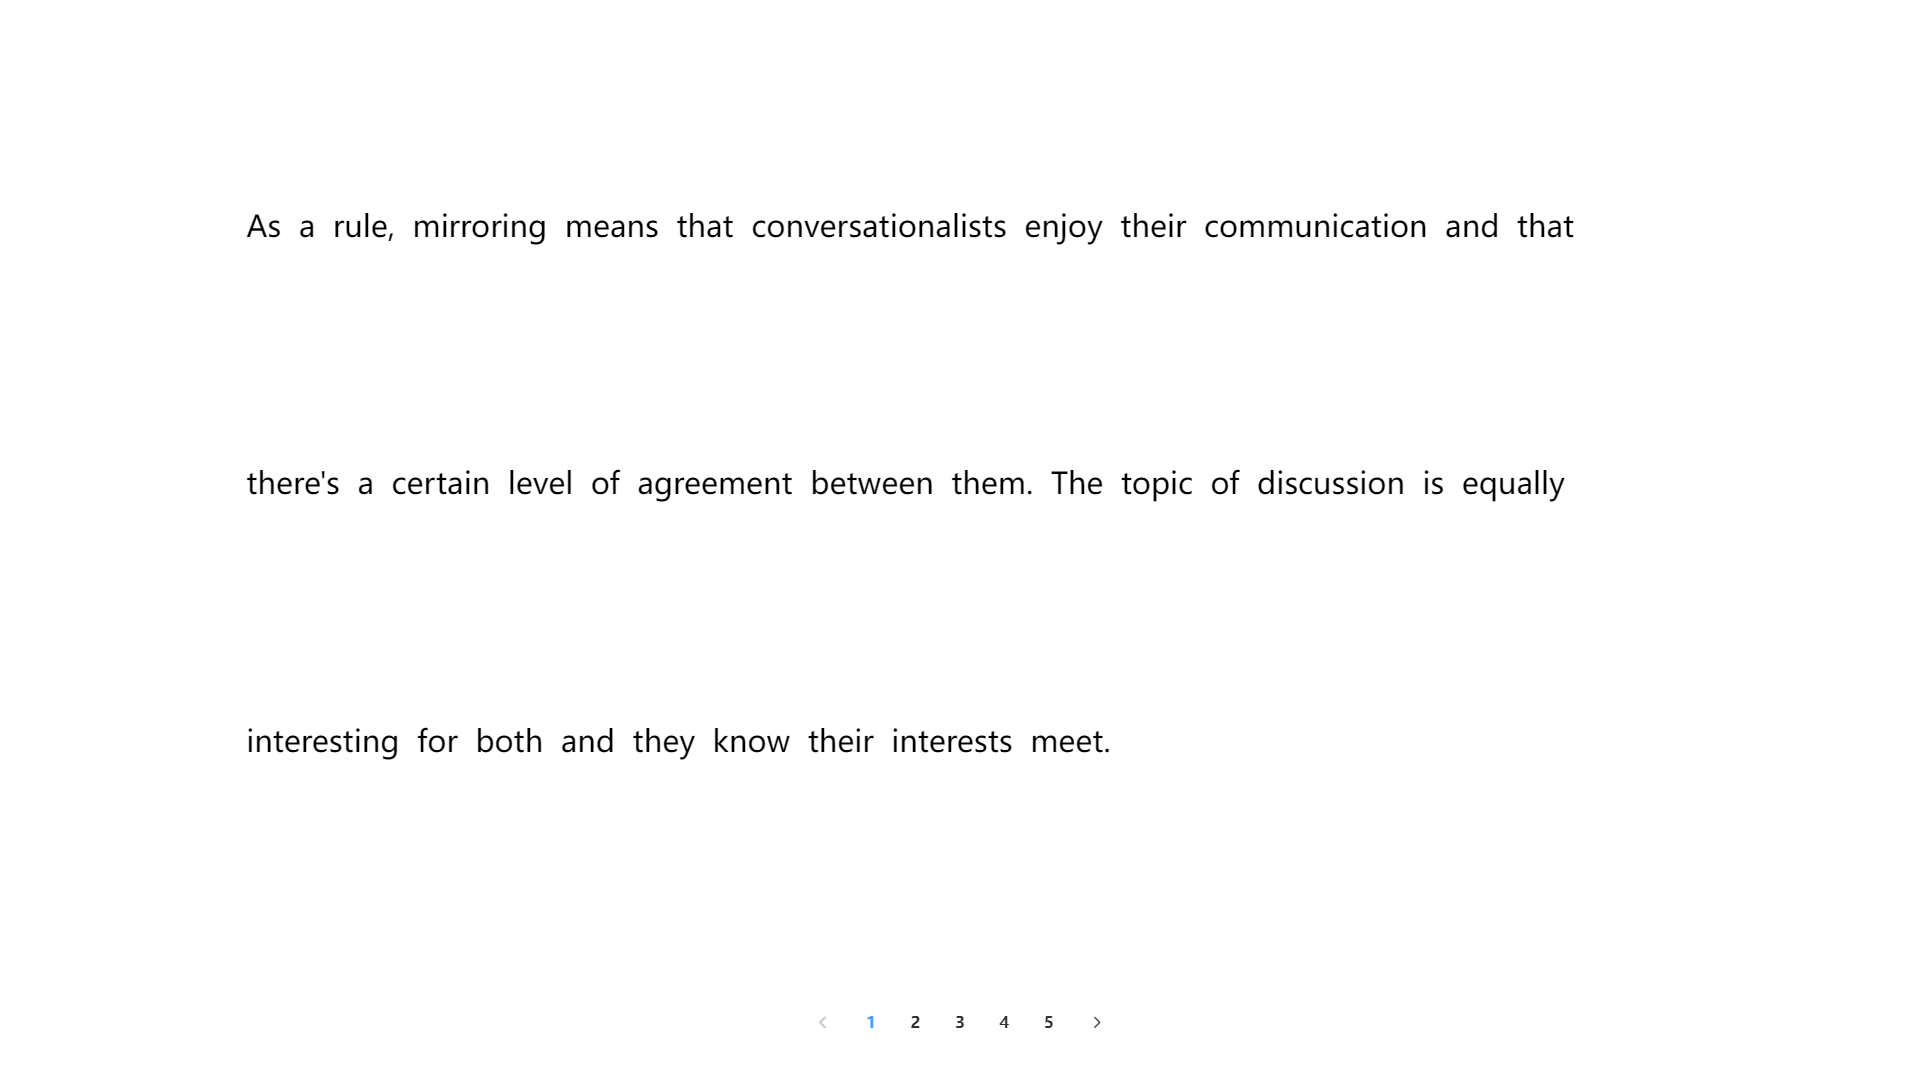 As a rule, mirroring means that conversationalists enjoy their communication and that
there's a certain level of agreement between them. The topic of discussion is equally
interesting for both and they know their interests meet.
1 2 3 4 5